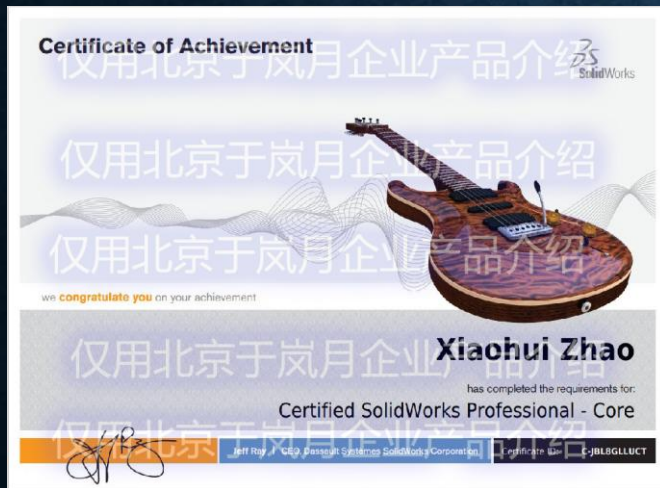 Certificate of Achievement
仅用北京于岚月企业产品介绍
SolidWorks
仅用北京于岚月企业产品介绍
仅用北京于岚月企业产品介绍
we congratulate you on your achievement
仅用北京于岚月企业产品介绍
Xiaohui Zhao
has completed the requirements for:
Certified SolidWorks Professional - Core
仅用北京于岚月企业产品介绍
Jeff Ray / CEO, Dassault Systemes SolidWorks Corporation
Certificate ID: C-JBL8GLLUCT